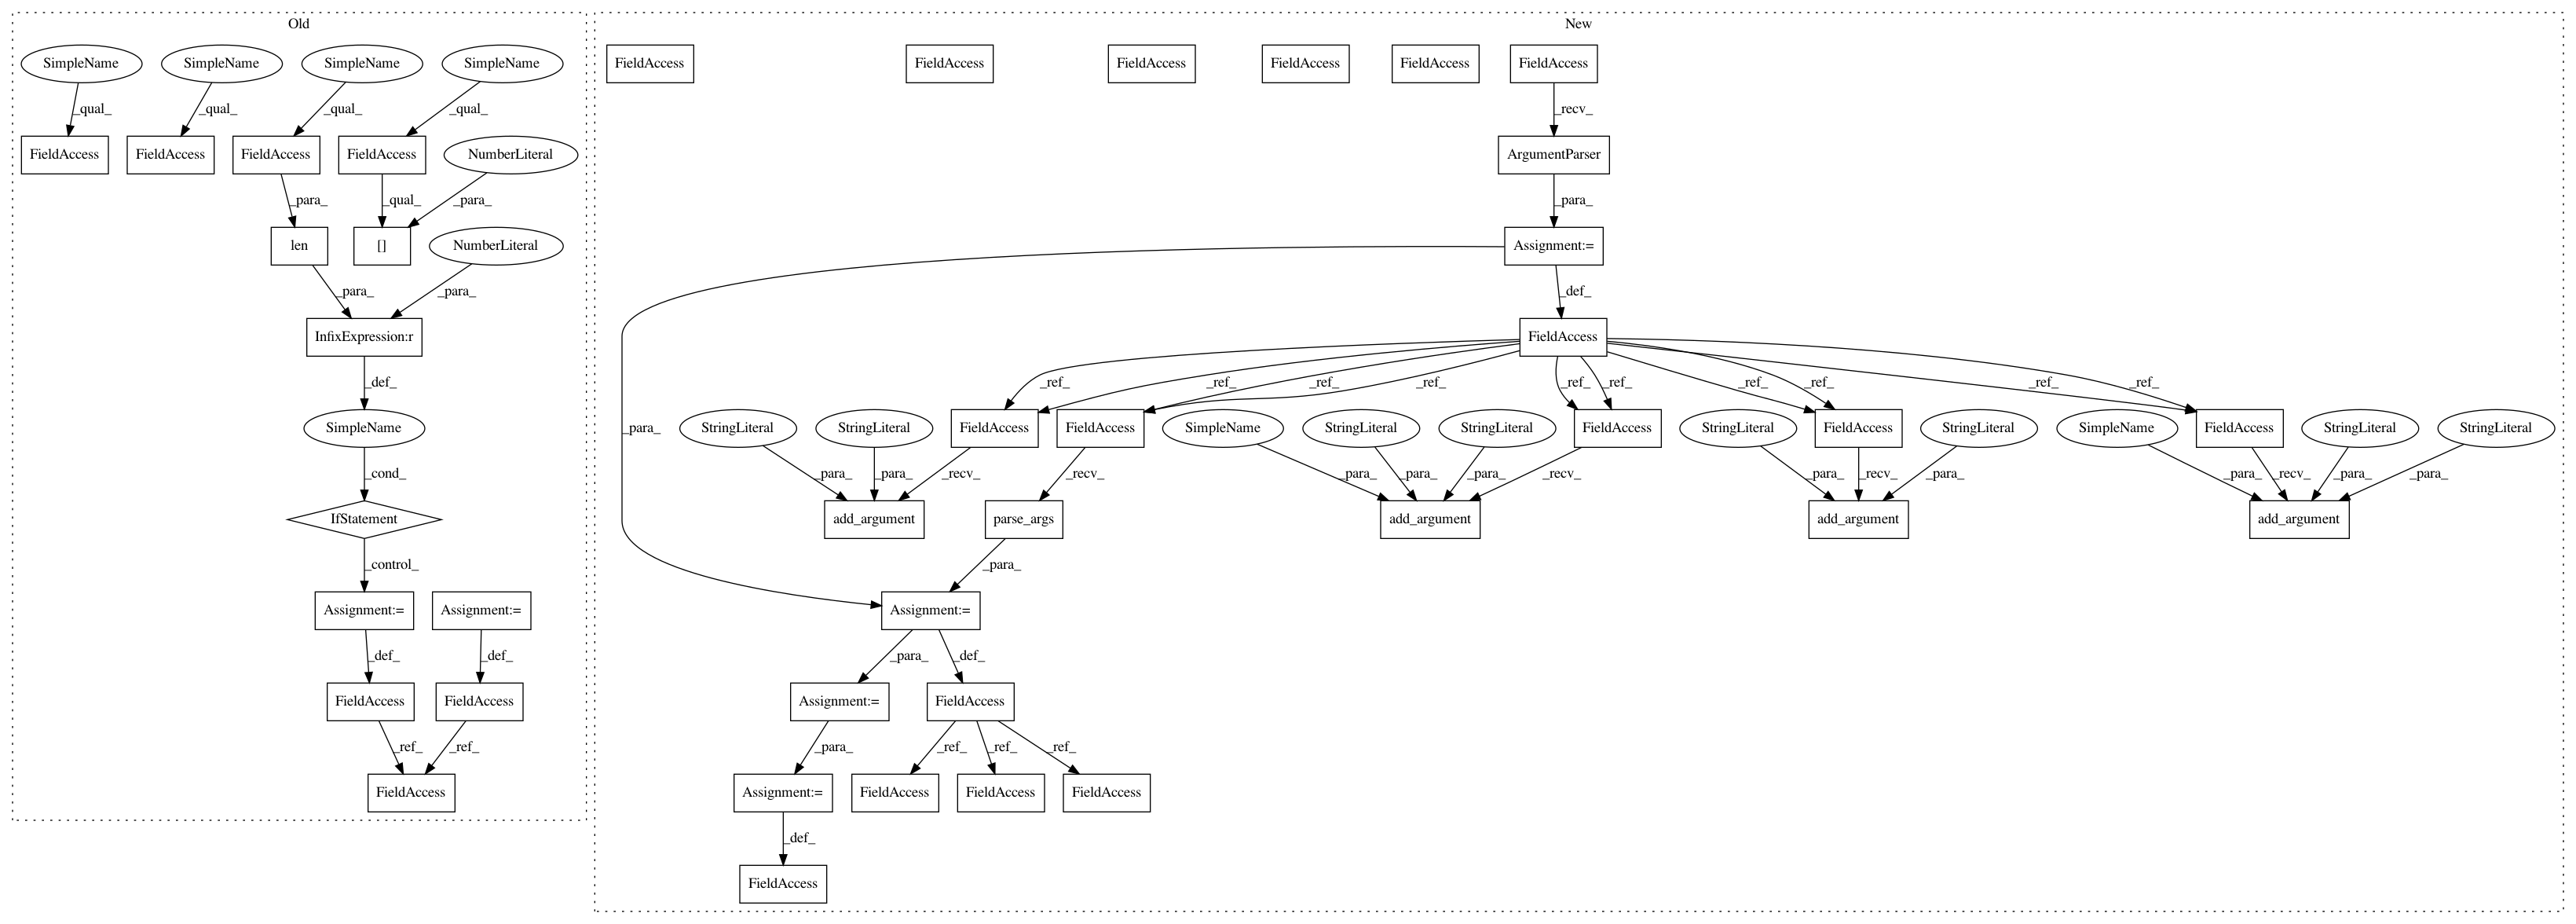 Old
New
SimpleName
SimpleName
SimpleName
SimpleName
FieldAccess
FieldAccess
FieldAccess
FieldAccess
FieldAccess
FieldAccess
_qual_
_qual_
_qual_
_qual_
_recv_
FieldAccess
FieldAccess
FieldAccess
FieldAccess
NumberLiteral
ArgumentParser
_para_
_qual_
_para_
_para_
len
[]
NumberLiteral
Assignment:=
_para_
_para_
_def_
InfixExpression:r
FieldAccess
_def_
_ref_
_ref_
_ref_
_ref_
_ref_
_ref_
_ref_
_ref_
_ref_
_ref_
SimpleName
_para_
StringLiteral
StringLiteral
FieldAccess
FieldAccess
SimpleName
StringLiteral
StringLiteral
FieldAccess
StringLiteral
FieldAccess
StringLiteral
SimpleName
FieldAccess
StringLiteral
StringLiteral
_cond_
_para_
_para_
_recv_
_recv_
_para_
_para_
_para_
_recv_
_para_
_recv_
_para_
_para_
_recv_
_para_
_para_
IfStatement
add_argument
parse_args
add_argument
add_argument
add_argument
_control_
_para_
Assignment:=
Assignment:=
Assignment:=
_def_
_def_
_para_
_def_
FieldAccess
FieldAccess
Assignment:=
FieldAccess
_ref_
_ref_
_para_
_ref_
_ref_
_ref_
FieldAccess
Assignment:=
FieldAccess
FieldAccess
FieldAccess
_def_
FieldAccess